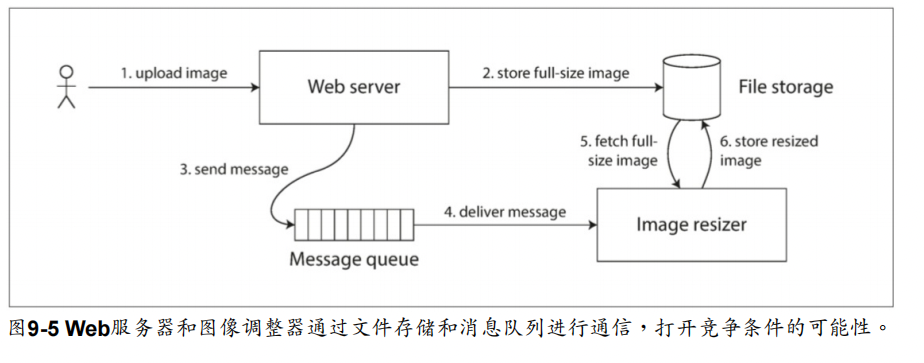 1. upload image
Web server
2. store full-size image
File storage
3. send message
5. fetch full-
size image
6. store resized
image
4. deliver message
Image resizer
Message queue
图9-5 Web服务器和图像调整器通过文件存储和消息队列进行通信，打开竞争条件的可能性。